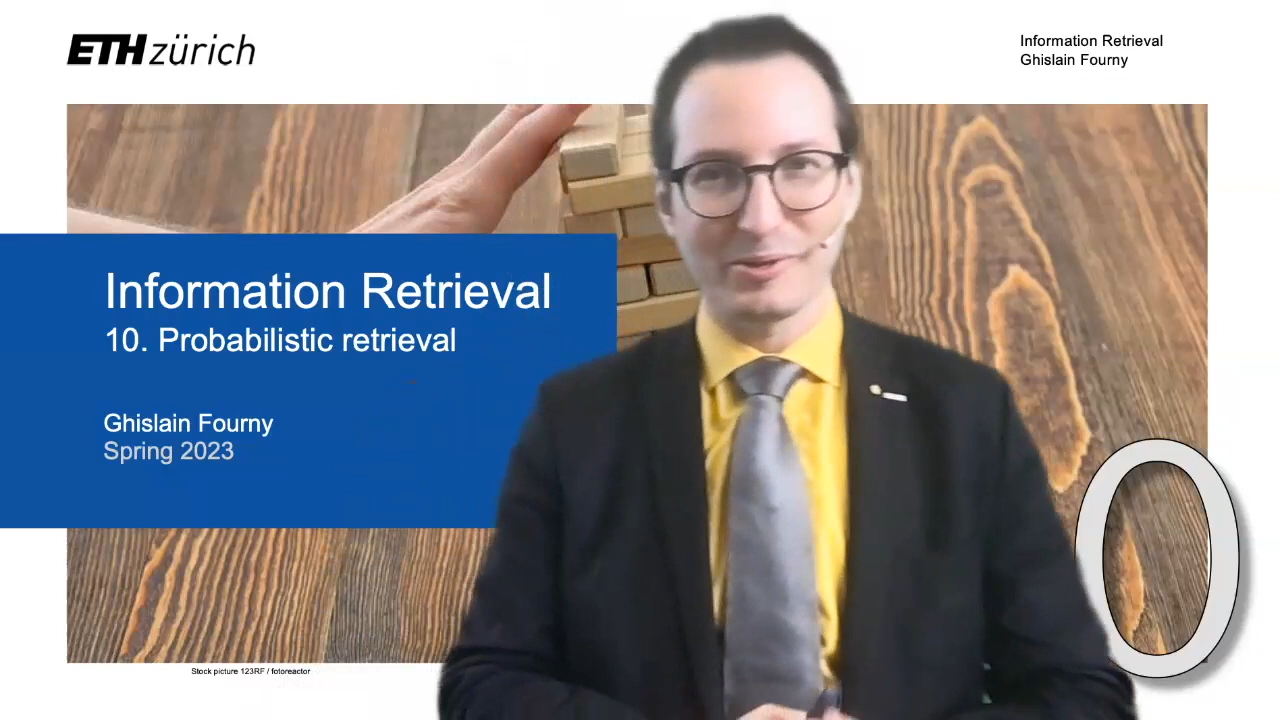 ETH zürich
Information Retrieval
Ghislain Fourny
Information Retrieval
10. Probabilistic retrieval
Ghislain Fourny
Spring 2023
0
Stock picture 123RF / fotoreactor